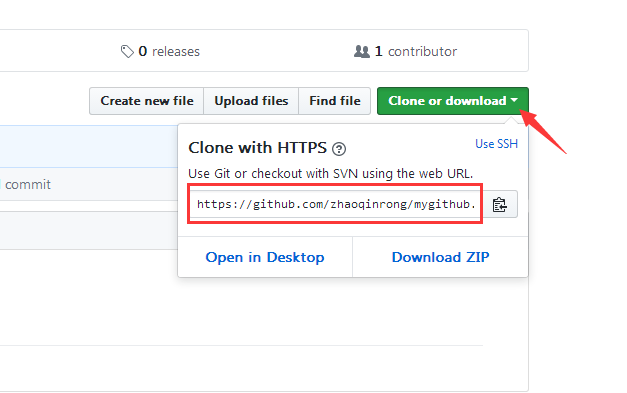 0 releases
1 contributor
Create new file
Upload files
Find file
Clone or download
commit
Clone with HTTPS ?
Use SSH
Use Git or checkout with SVN using the web URL.
https://github.com/zhaoqinrong/mygithub.
Open in Desktop
Download ZIP